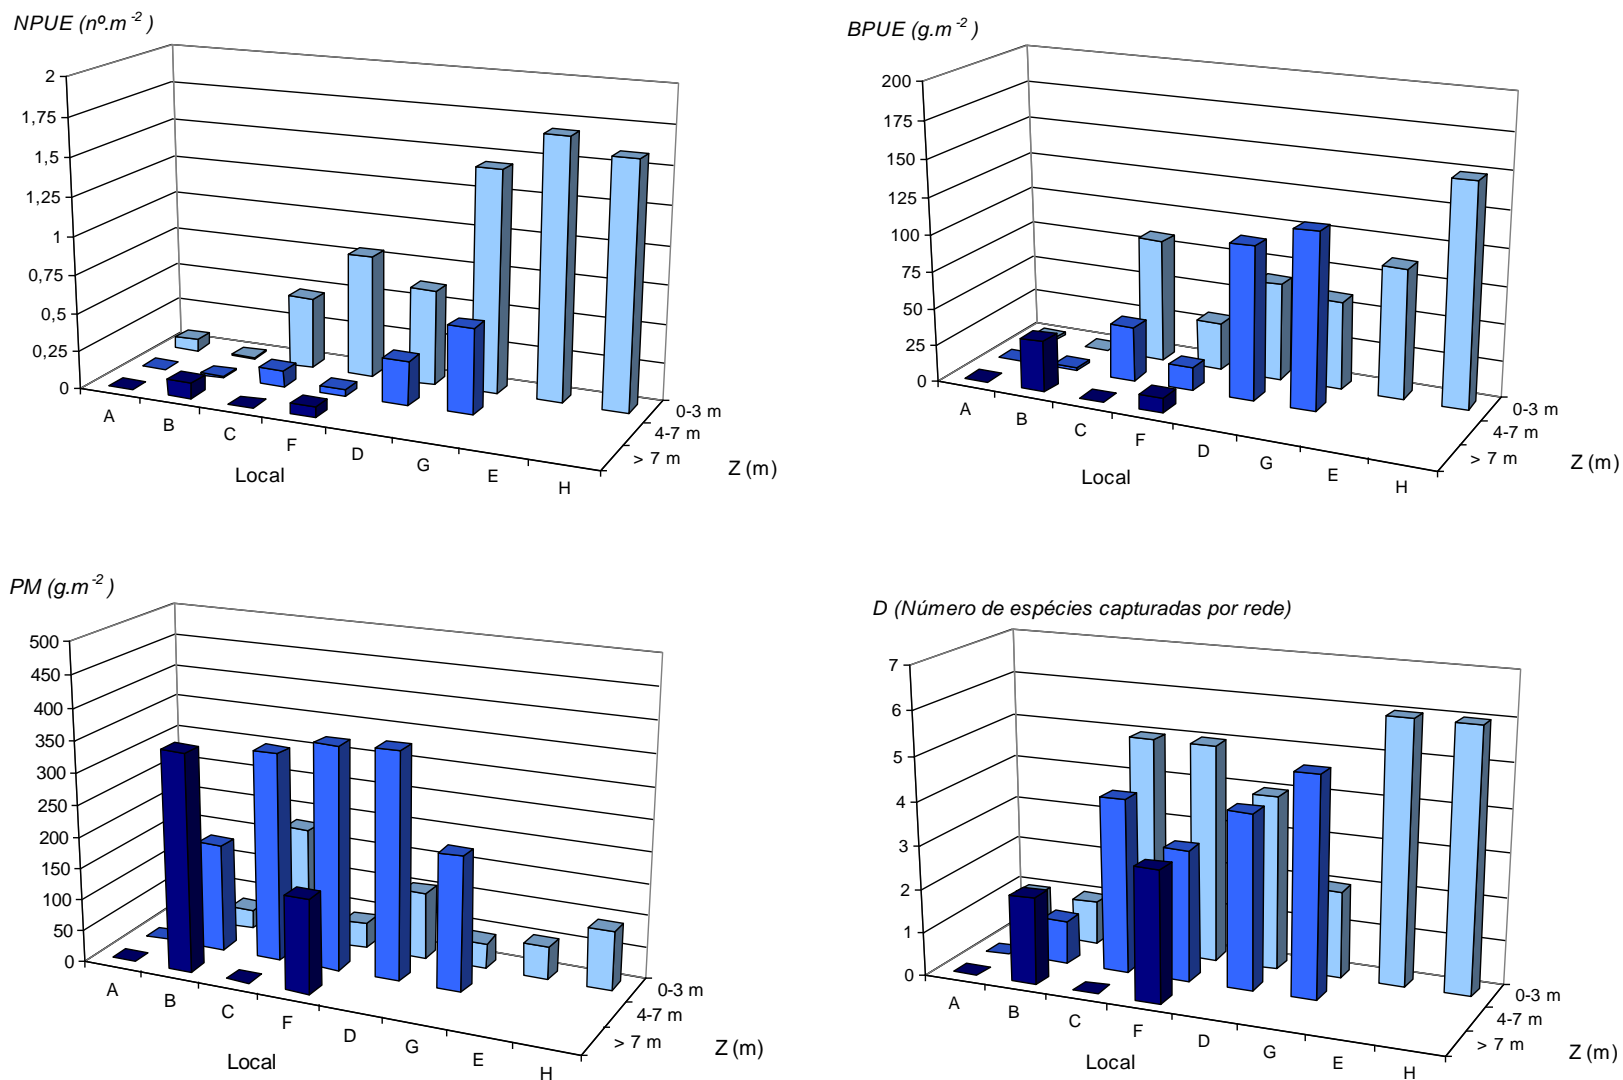 NPUE (nº.m⁻²)
2
1,75
1,5
1,25
1
0,75
0,5
0,25
0
A
B
C
F
D
G
E
H
Local
0-3 m
4-7 m
> 7 m
Z (m)
BPUE (g.m⁻²)
200
175
150
125
100
75
50
25
0
A
B
C
F
D
G
E
H
Local
0-3 m
4-7 m
> 7 m
Z (m)
PM (g.m⁻²)
500
450
400
350
300
250
200
150
100
50
0
A
B
C
F
D
G
E
H
Local
0-3 m
4-7 m
> 7 m
Z (m)
D (Número de espécies capturadas por rede)
7
6
5
4
3
2
1
0
A
B
C
F
D
G
E
H
Local
0-3 m
4-7 m
> 7 m
Z (m)